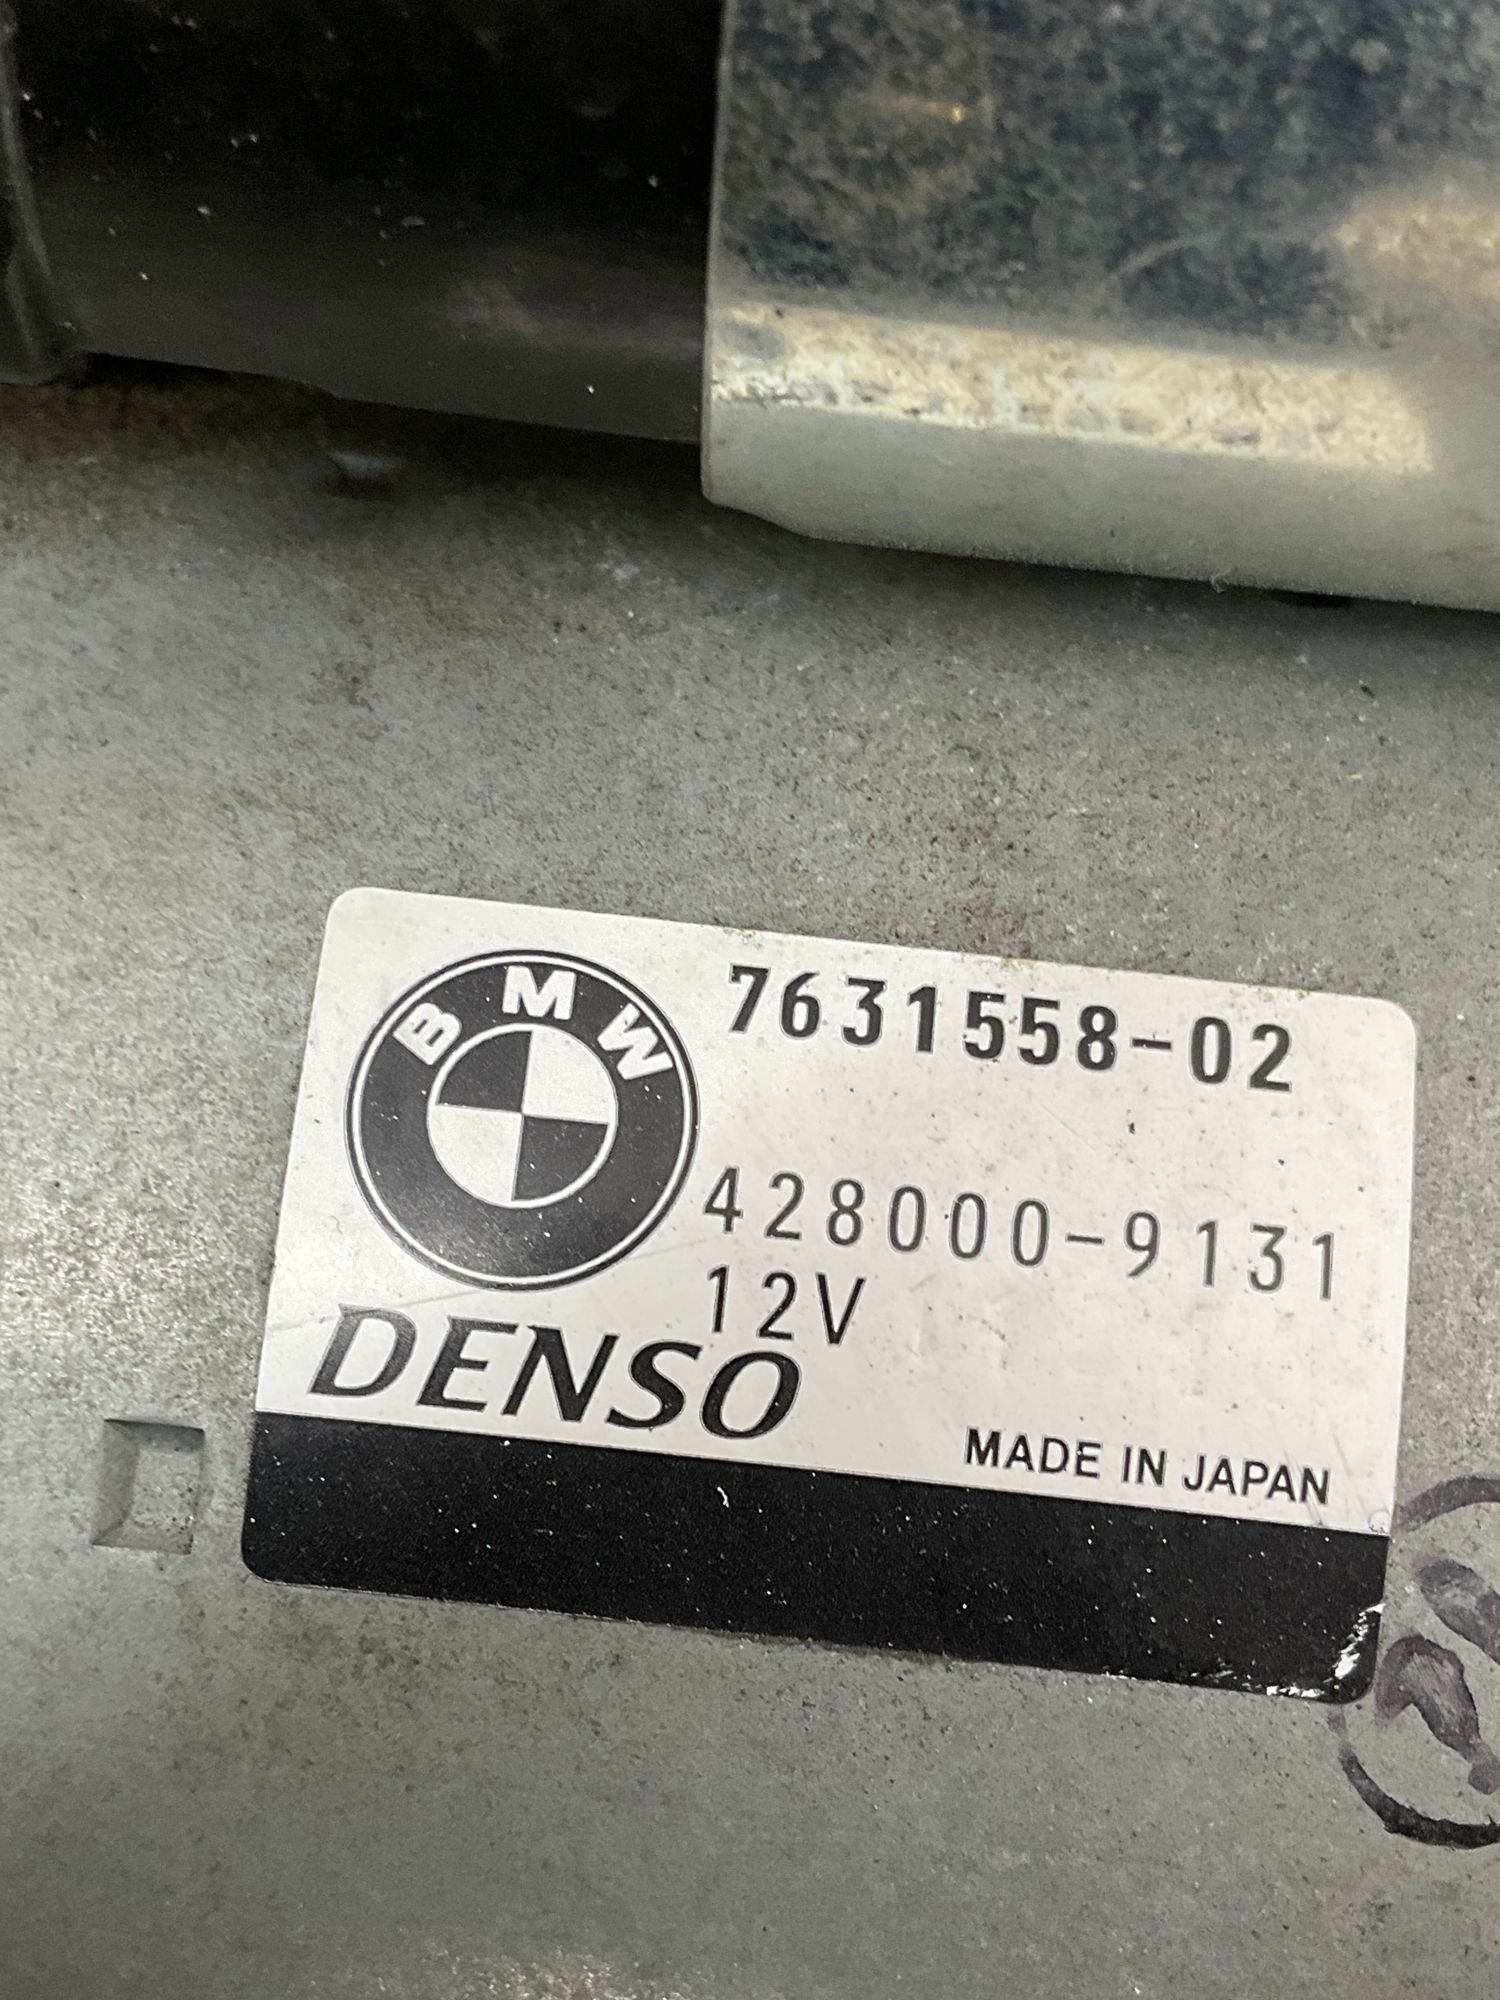 BMW
7631558-02
428000-9131
12V
DENSO
MADE IN JAPAN